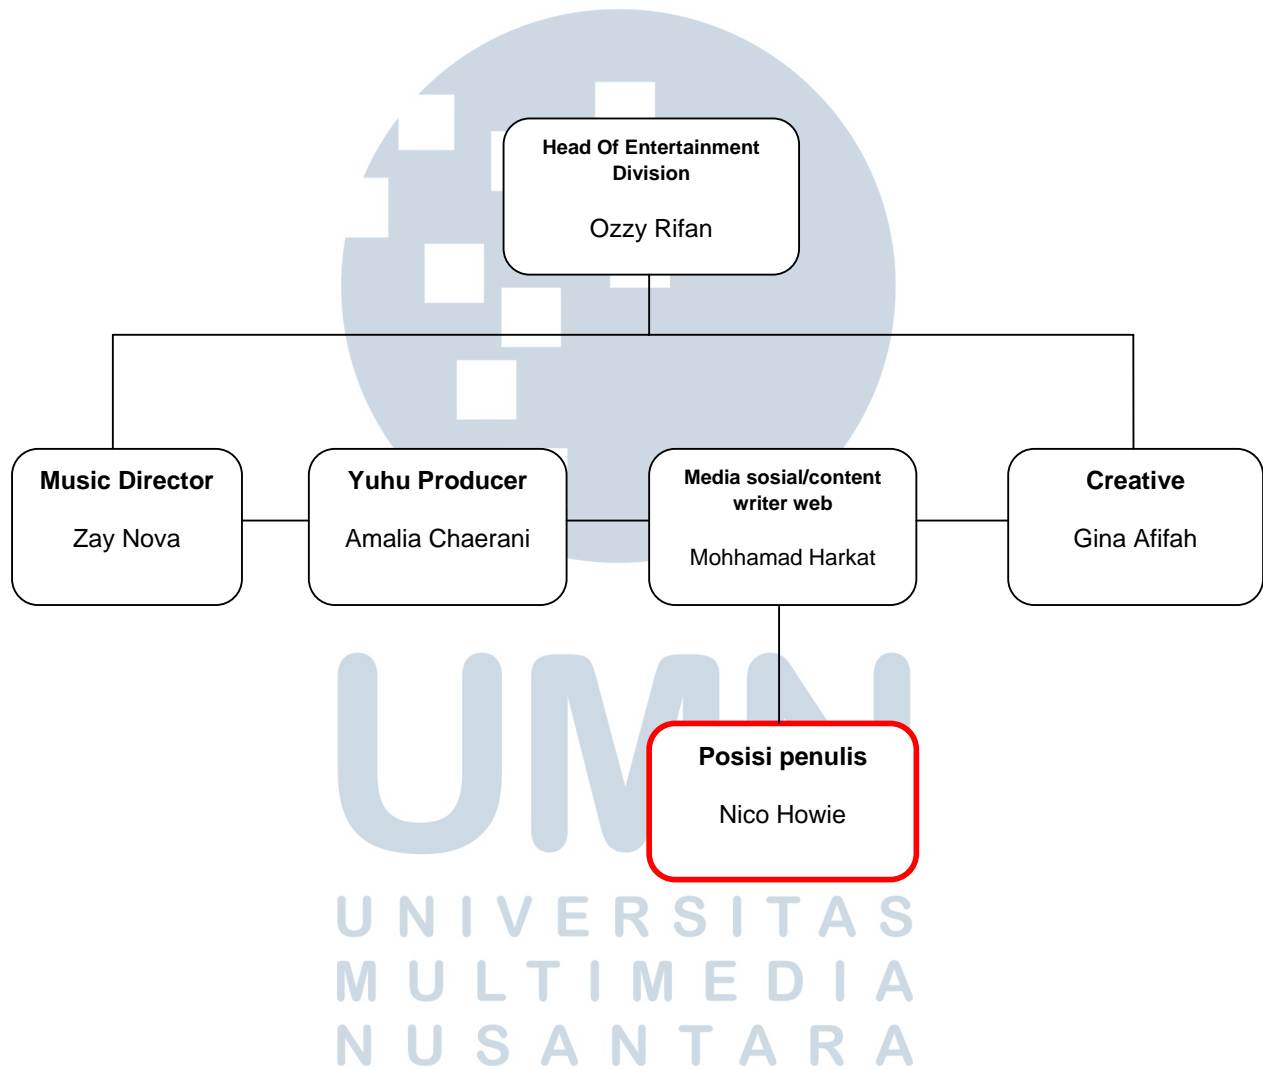 Head Of Entertainment
Division
Ozzy Rifan
Music Director
Zay Nova
Yuhu Producer
Amalia Chaerani
Media sosial/content
writer web
Mohhamad Harkat
Creative
Gina Afifah
Posisi penulis
Nico Howie
UMN
UNIVERSITAS
MULTIMEDIA
NUSANTARA